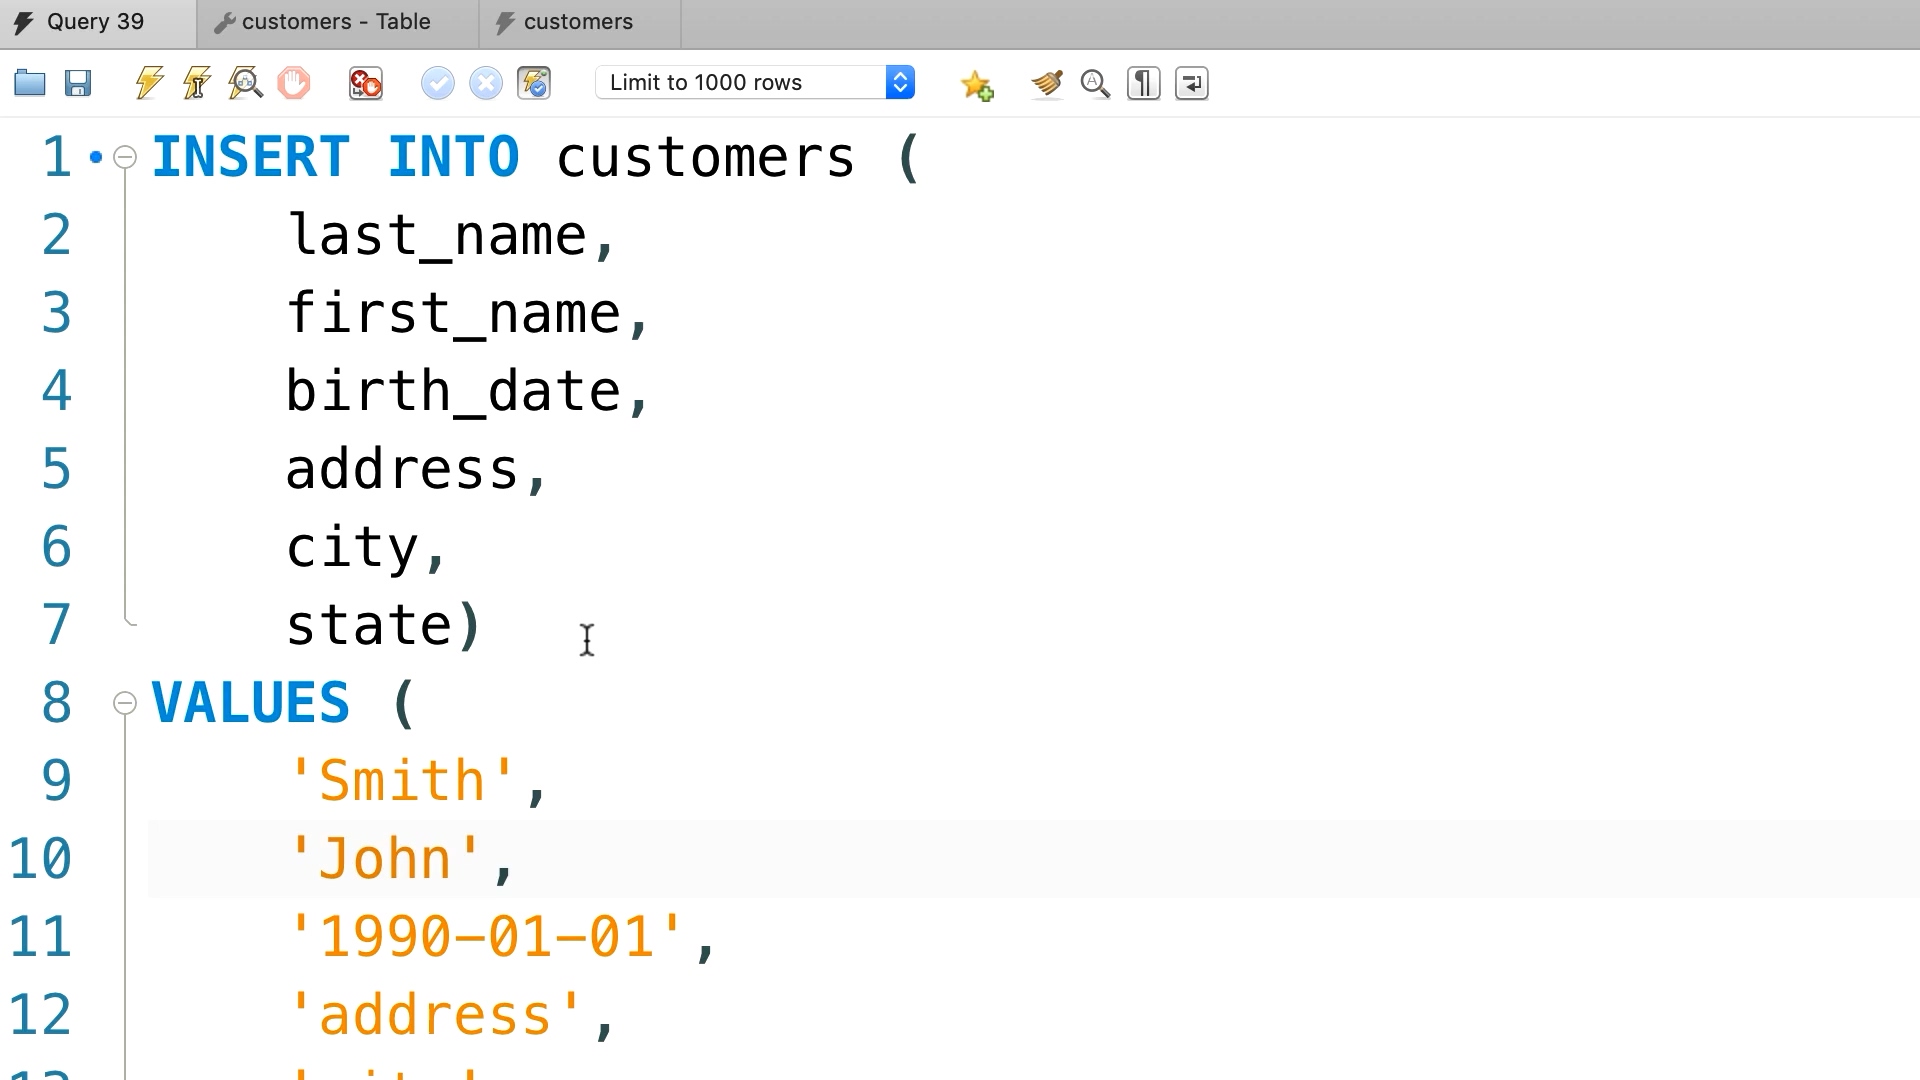 Query 39
customers - Table
customers
Limit to 1000 rows
1 INSERT INTO customers (
2 last_name,
3 first_name,
4 birth_date,
5 address,
6 city,
7 state)
8 VALUES (
9 'Smith',
10 'John',
11 '1990-01-01',
12 'address',